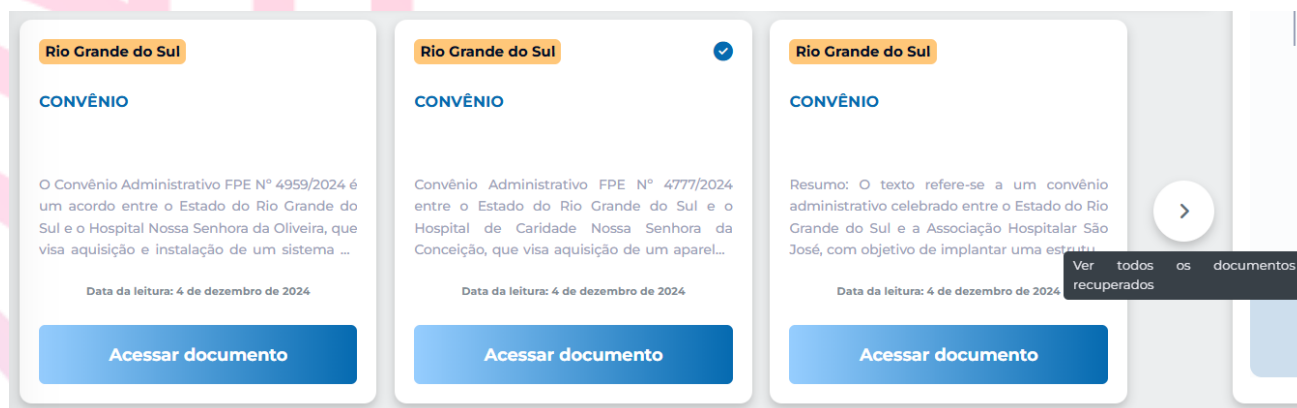 Rio Grande do Sul
CONVÊNIO
O Convênio Administrativo FPE Nº 4959/2024 é
um acordo entre o Estado do Rio Grande do
Sul e o Hospital Nossa Senhora da Oliveira, que
visa aquisição e instalação de um sistema ...
Data da leitura: 4 de dezembro de 2024
Acessar documento
Rio Grande do Sul
CONVÊNIO
Convênio Administrativo FPE Nº 4777/2024
entre o Estado do Rio Grande do Sul e o
Hospital de Caridade Nossa Senhora da
Conceição, que visa aquisição de um aparel...
Data da leitura: 4 de dezembro de 2024
Acessar documento
Rio Grande do Sul
CONVÊNIO
Resumo: O texto refere-se a um convênio
administrativo celebrado entre o Estado do Rio
Grande do Sul e a Associação Hospitalar São
José, com objetivo de implantar uma estrutu...
Data da leitura: 4 de dezembro de 2024
Acessar documento
Ver todos os documentos
recuperados